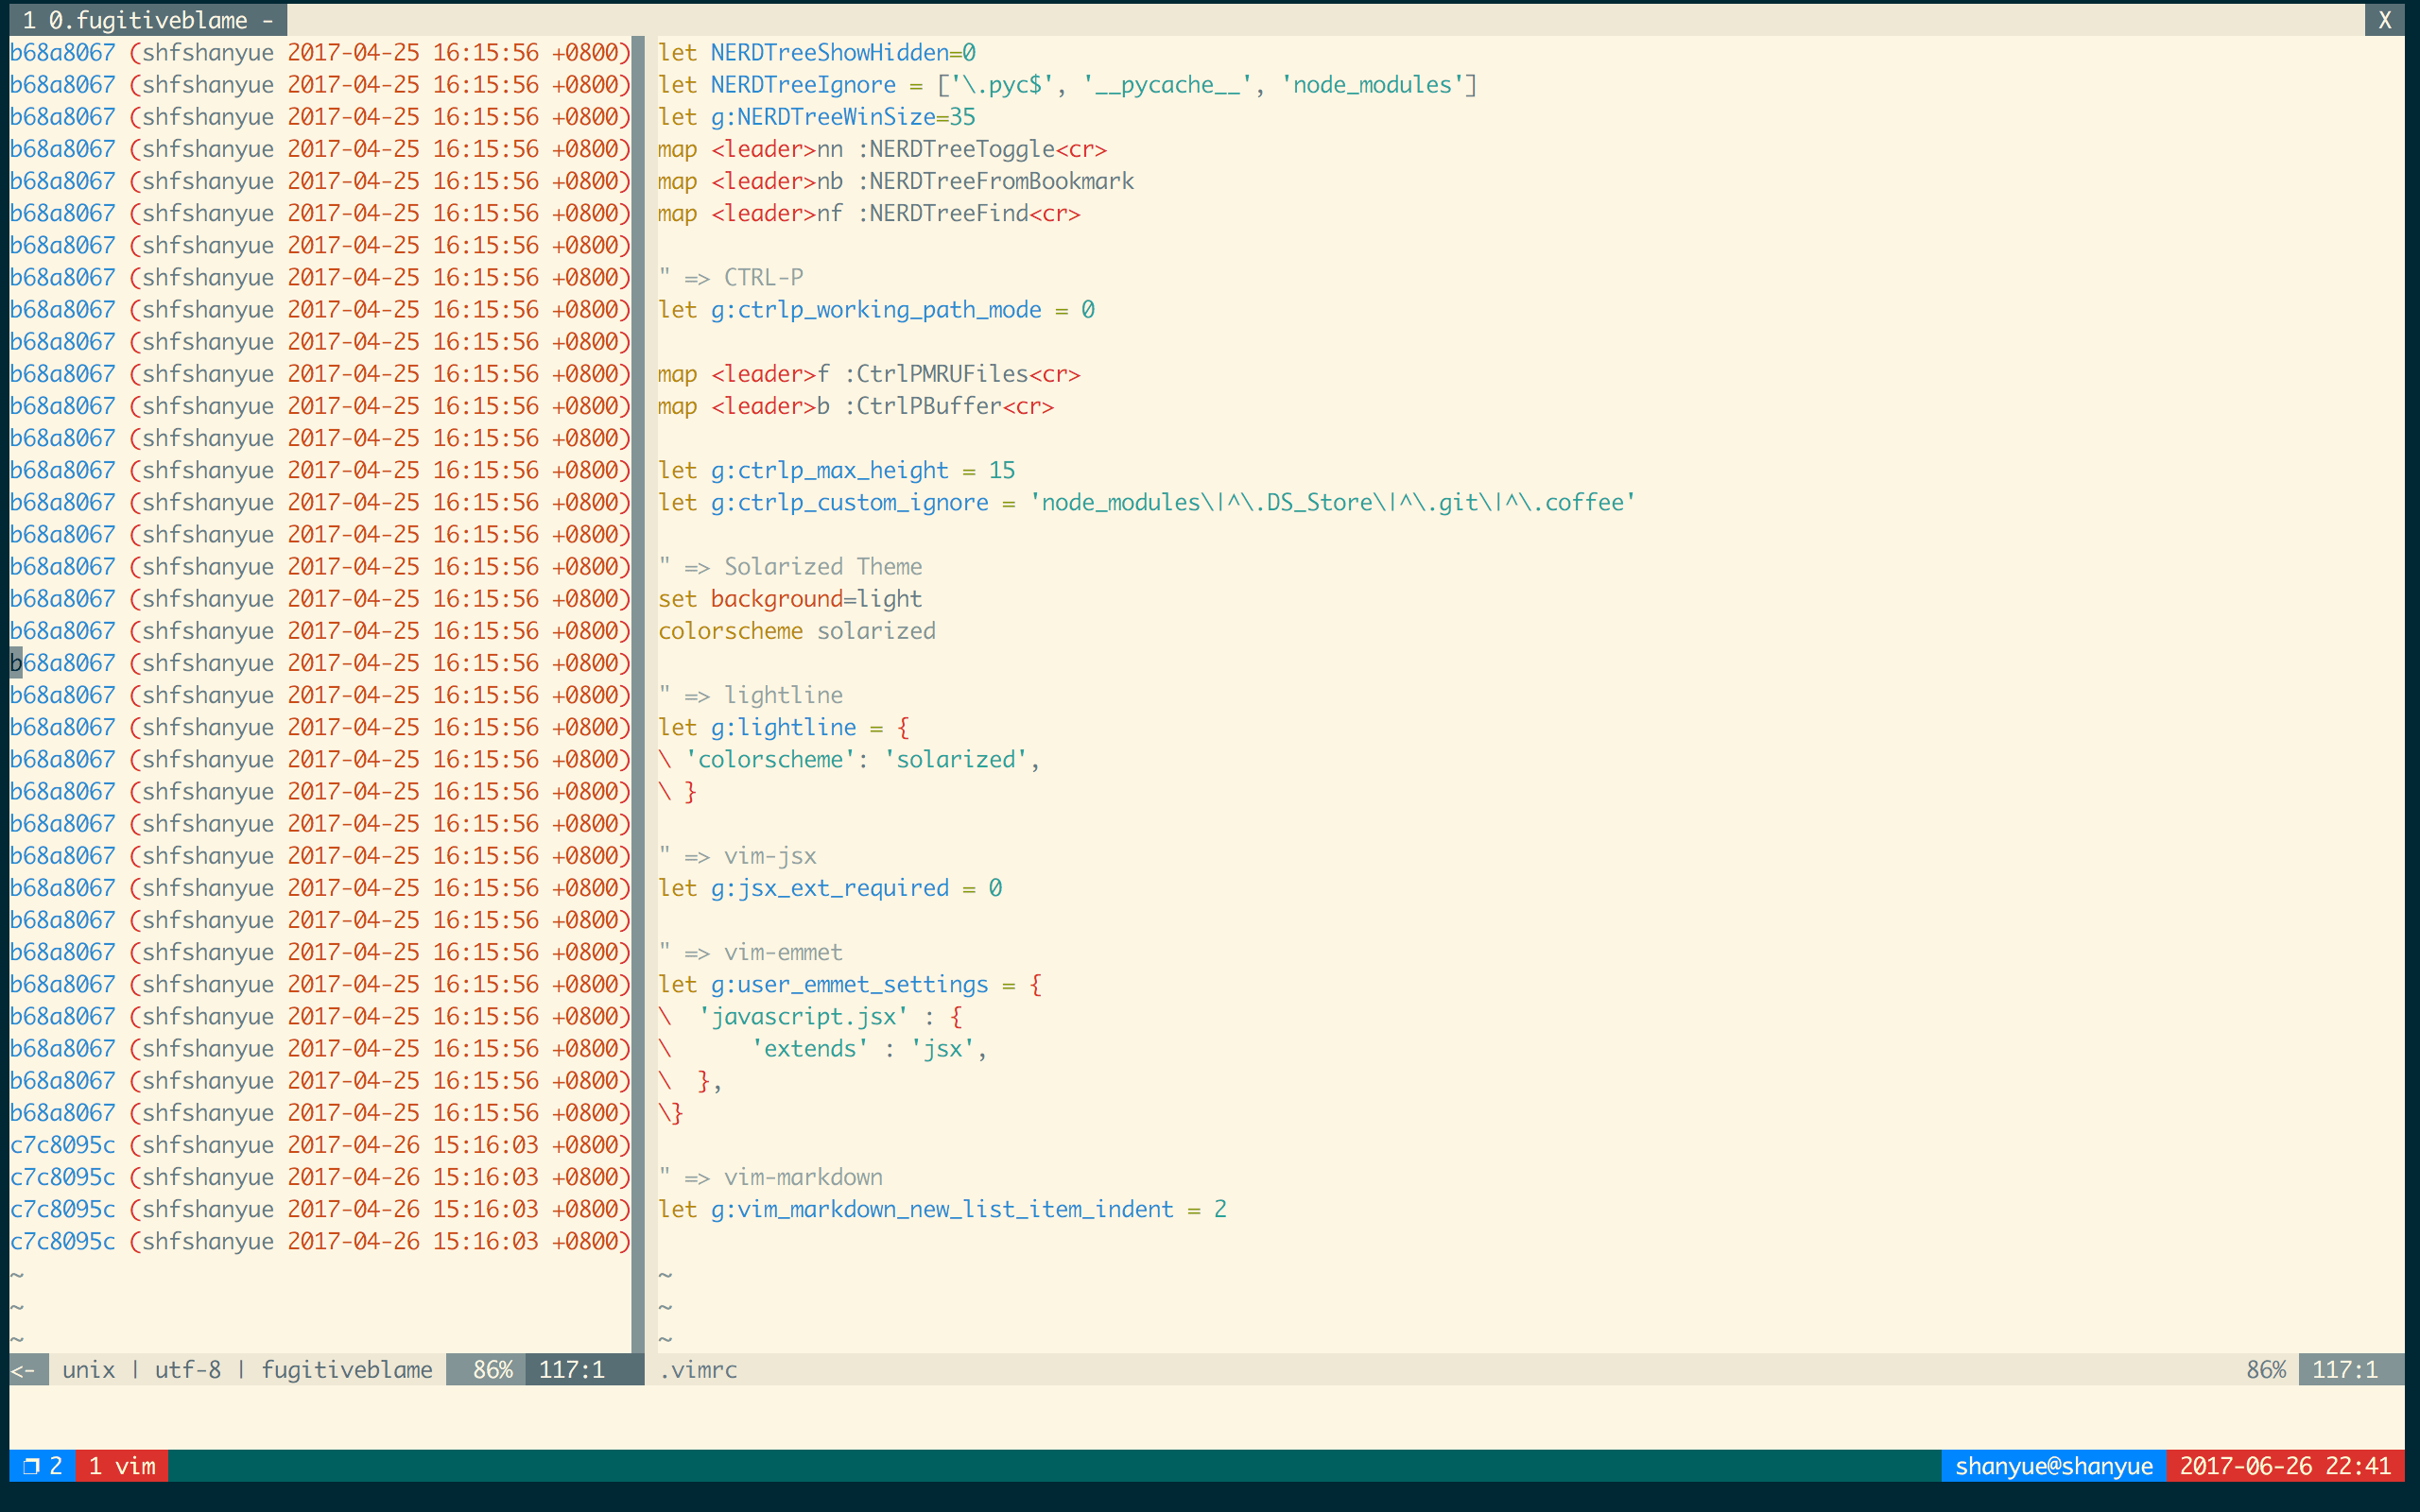 1 0.fugitiveblame - X
b68a8067 (shfshanyue 2017-04-25 16:15:56 +0800) let NERDTreeShowHidden=0
b68a8067 (shfshanyue 2017-04-25 16:15:56 +0800) let NERDTreeIgnore = ['\.pyc$', '__pycache__', 'node_modules']
b68a8067 (shfshanyue 2017-04-25 16:15:56 +0800) let g:NERDTreeWinSize=35
b68a8067 (shfshanyue 2017-04-25 16:15:56 +0800) map <leader>nn :NERDTreeToggle<cr>
b68a8067 (shfshanyue 2017-04-25 16:15:56 +0800) map <leader>nb :NERDTreeFromBookmark
b68a8067 (shfshanyue 2017-04-25 16:15:56 +0800) map <leader>nf :NERDTreeFind<cr>
b68a8067 (shfshanyue 2017-04-25 16:15:56 +0800)
b68a8067 (shfshanyue 2017-04-25 16:15:56 +0800) " => CTRL-P
b68a8067 (shfshanyue 2017-04-25 16:15:56 +0800) let g:ctrlp_working_path_mode = 0
b68a8067 (shfshanyue 2017-04-25 16:15:56 +0800)
b68a8067 (shfshanyue 2017-04-25 16:15:56 +0800) map <leader>f :CtrlPMRUFiles<cr>
b68a8067 (shfshanyue 2017-04-25 16:15:56 +0800) map <leader>b :CtrlPBuffer<cr>
b68a8067 (shfshanyue 2017-04-25 16:15:56 +0800)
b68a8067 (shfshanyue 2017-04-25 16:15:56 +0800) let g:ctrlp_max_height = 15
b68a8067 (shfshanyue 2017-04-25 16:15:56 +0800) let g:ctrlp_custom_ignore = 'node_modules\|^\.DS_Store\|^\.git\|^\.coffee'
b68a8067 (shfshanyue 2017-04-25 16:15:56 +0800)
b68a8067 (shfshanyue 2017-04-25 16:15:56 +0800) " => Solarized Theme
b68a8067 (shfshanyue 2017-04-25 16:15:56 +0800) set background=light
b68a8067 (shfshanyue 2017-04-25 16:15:56 +0800) colorscheme solarized
b68a8067 (shfshanyue 2017-04-25 16:15:56 +0800)
b68a8067 (shfshanyue 2017-04-25 16:15:56 +0800) " => lightline
b68a8067 (shfshanyue 2017-04-25 16:15:56 +0800) let g:lightline = {
b68a8067 (shfshanyue 2017-04-25 16:15:56 +0800) \ 'colorscheme': 'solarized',
b68a8067 (shfshanyue 2017-04-25 16:15:56 +0800) \ }
b68a8067 (shfshanyue 2017-04-25 16:15:56 +0800)
b68a8067 (shfshanyue 2017-04-25 16:15:56 +0800) " => vim-jsx
b68a8067 (shfshanyue 2017-04-25 16:15:56 +0800) let g:jsx_ext_required = 0
b68a8067 (shfshanyue 2017-04-25 16:15:56 +0800)
b68a8067 (shfshanyue 2017-04-25 16:15:56 +0800) " => vim-emmet
b68a8067 (shfshanyue 2017-04-25 16:15:56 +0800) let g:user_emmet_settings = {
b68a8067 (shfshanyue 2017-04-25 16:15:56 +0800) \  'javascript.jsx' : {
b68a8067 (shfshanyue 2017-04-25 16:15:56 +0800) \      'extends' : 'jsx',
b68a8067 (shfshanyue 2017-04-25 16:15:56 +0800) \  },
b68a8067 (shfshanyue 2017-04-25 16:15:56 +0800) \}
c7c8095c (shfshanyue 2017-04-26 15:16:03 +0800)
c7c8095c (shfshanyue 2017-04-26 15:16:03 +0800) " => vim-markdown
c7c8095c (shfshanyue 2017-04-26 15:16:03 +0800) let g:vim_markdown_new_list_item_indent = 2
c7c8095c (shfshanyue 2017-04-26 15:16:03 +0800)
~ ~
~ ~
~ ~
<- unix | utf-8 | fugitiveblame 86% 117:1 .vimrc 86% 117:1
❐ 2 1 vim shanyue@shanyue 2017-06-26 22:41